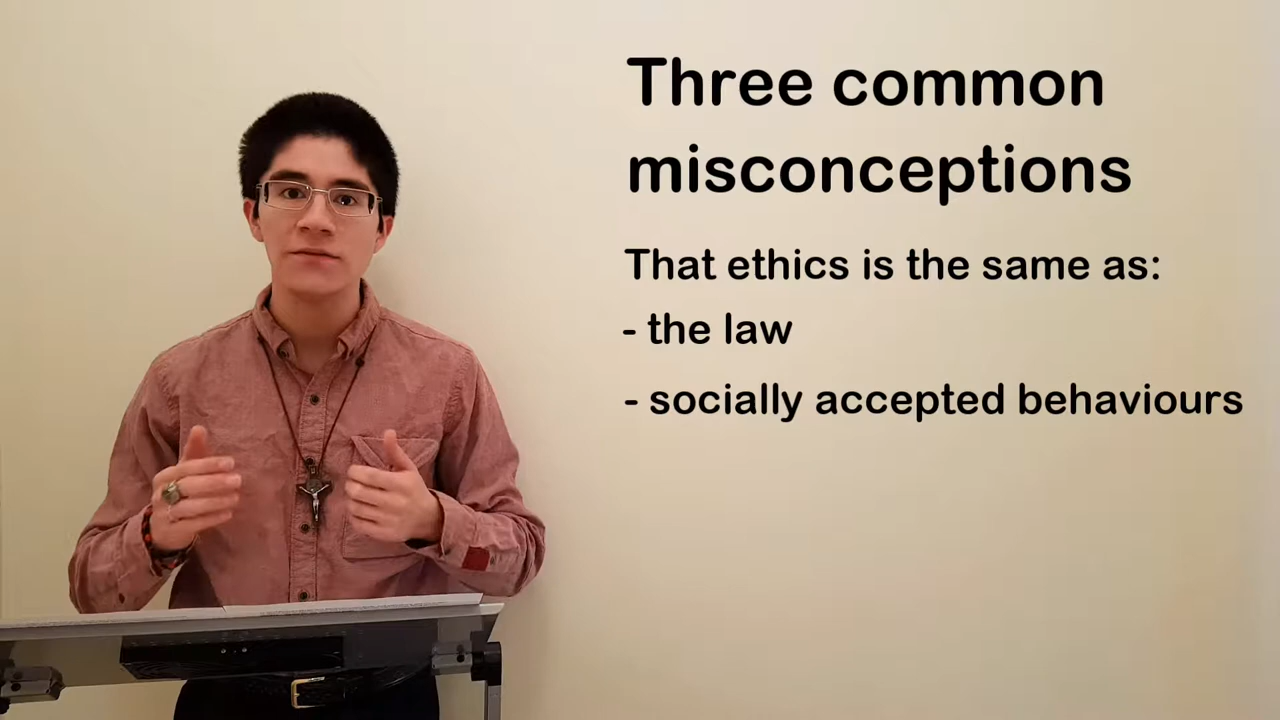 Three common
misconceptions
That ethics is the same as:
- the law
- socially accepted behaviours